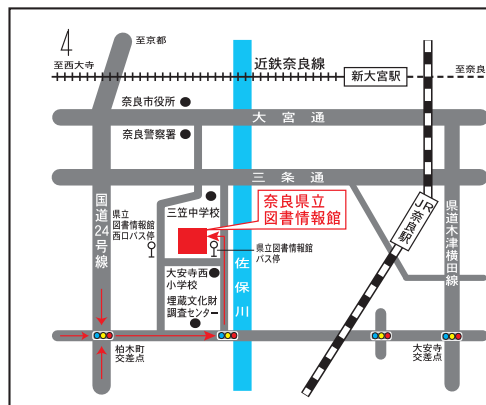 至京都
至西大寺
近鉄奈良線
新大宮駅
至奈良
奈良市役所
大宮通
奈良警察署
三条通
国道24号線
三笠中学校
奈良県立
図書情報館
県立
図書情報館
西口バス停
県立図書情報館
バス停
JR奈良駅
県道木津横田線
大安寺西
小学校
佐保川
埋蔵文化財
調査センター
柏木町
交差点
大安寺
交差点